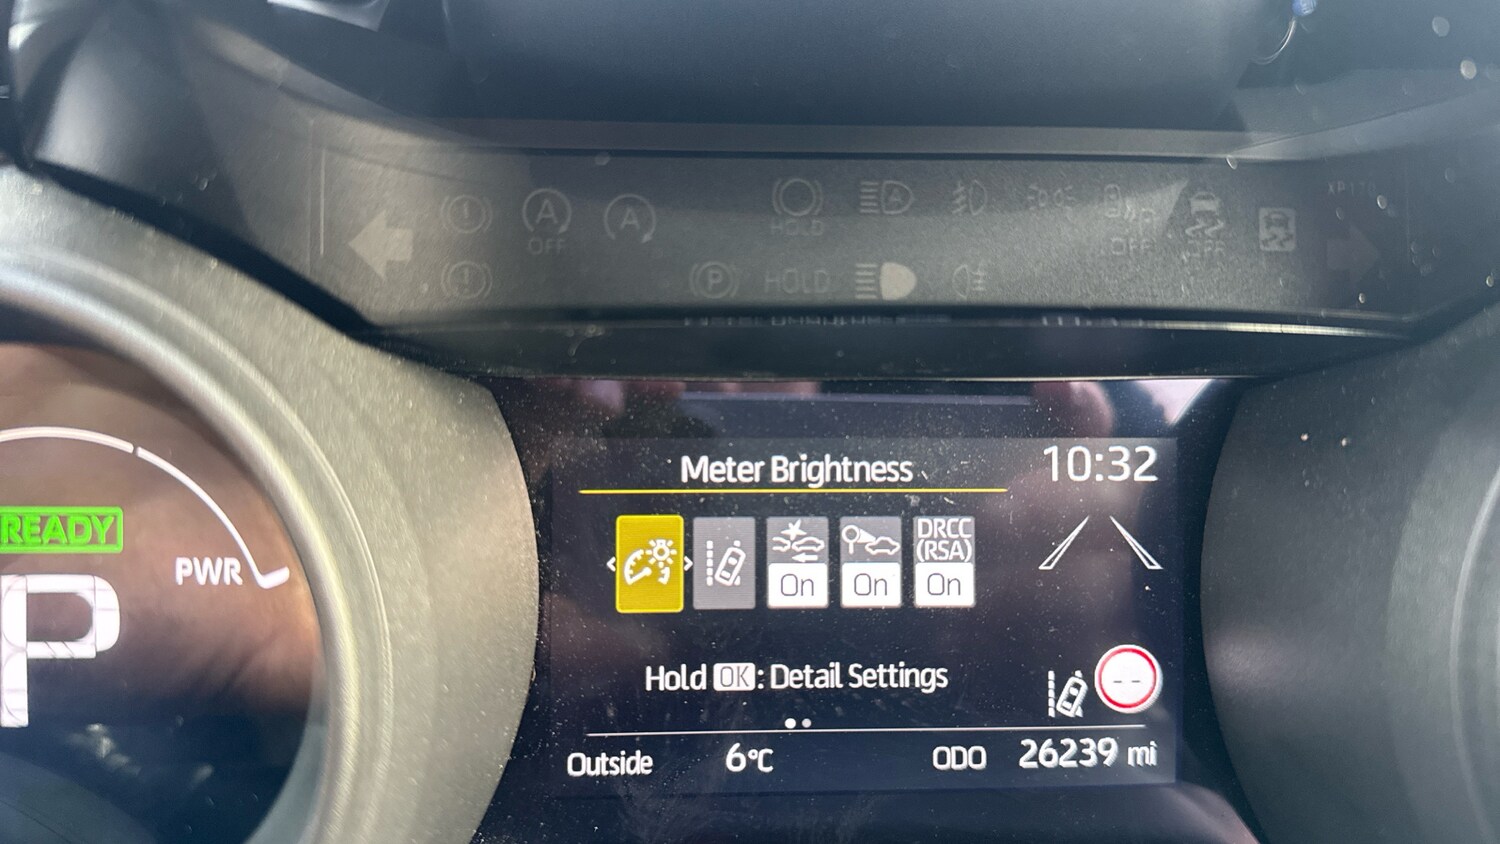 XP170
A
OFF
A
HOLD
A
OFF
OFF
P
HOLD
READY
PWR
P
Meter Brightness
10:32
On
On
DRCC
(RSA)
On
Hold OK: Detail Settings
--
Outside 6°C
ODO 26239 mi